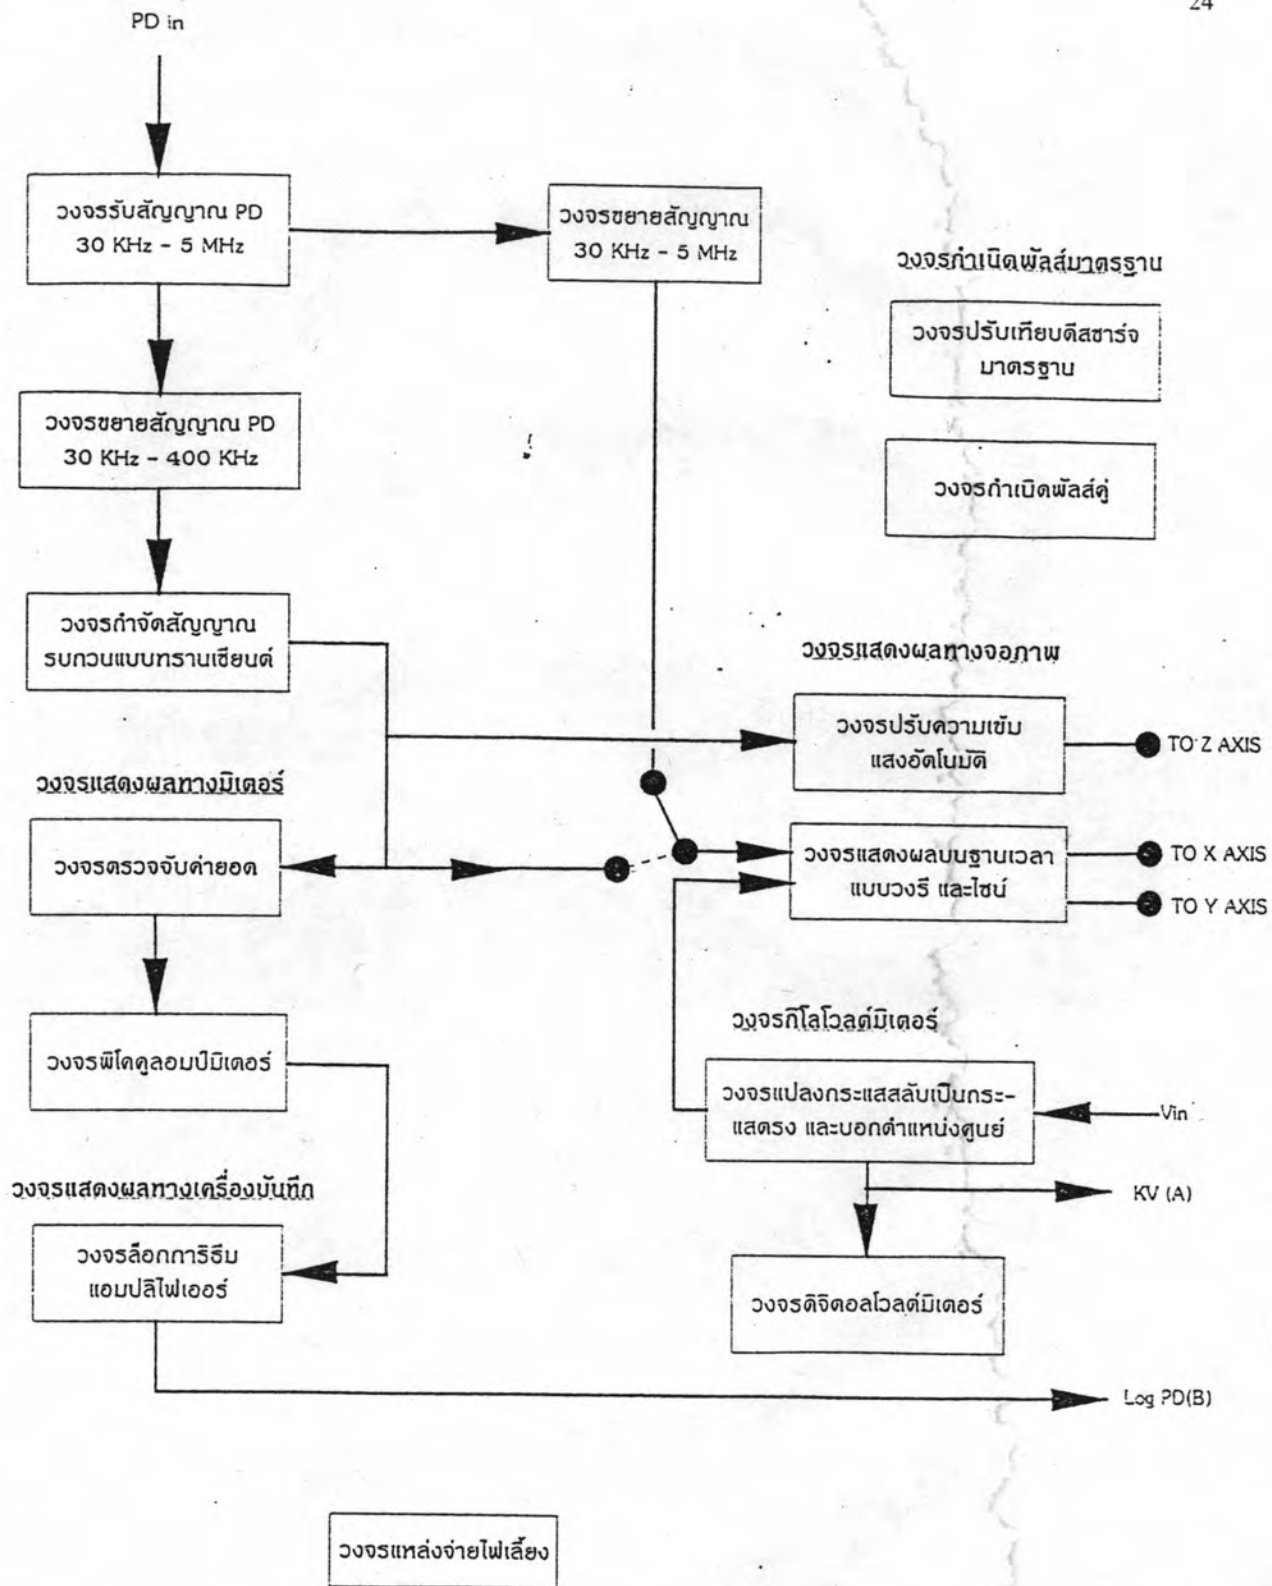 24
PD in
วงจรรับสัญญาณ PD
30 KHz - 5 MHz
วงจรขยายสัญญาณ
30 KHz - 5 MHz
วงจรกำเนิดพัลส์มาตรฐาน
วงจรปรับเทียบดีสชาร์จ
มาตรฐาน
วงจรขยายสัญญาณ PD
30 KHz - 400 KHz
วงจรกำเนิดพัลส์คู่
วงจรกำจัดสัญญาณ
รบกวนแบบทรานเซียนต์
วงจรแสดงผลทางจอภาพ
วงจรปรับความเข้ม
แสงอัตโนมัติ
TO Z AXIS
วงจรแสดงผลทางมิเตอร์
วงจรตรวจจับค่ายอด
วงจรแสดงผลบนฐานเวลา
แบบวงรี และไซน์
TO X AXIS
TO Y AXIS
วงจรกิโลโวลต์มิเตอร์
วงจรพิโคคูลอมป์มิเตอร์
วงจรแปลงกระแสสลับเป็นกระ-
แสตรง และบอกตำแหน่งศูนย์
Vin
KV (A)
วงจรแสดงผลทางเครื่องบันทึก
วงจรล็อกการิธึม
แอมปลิไฟเออร์
วงจรดิจิตอลโวลต์มิเตอร์
Log PD(B)
วงจรแหล่งจ่ายไฟเลี้ยง